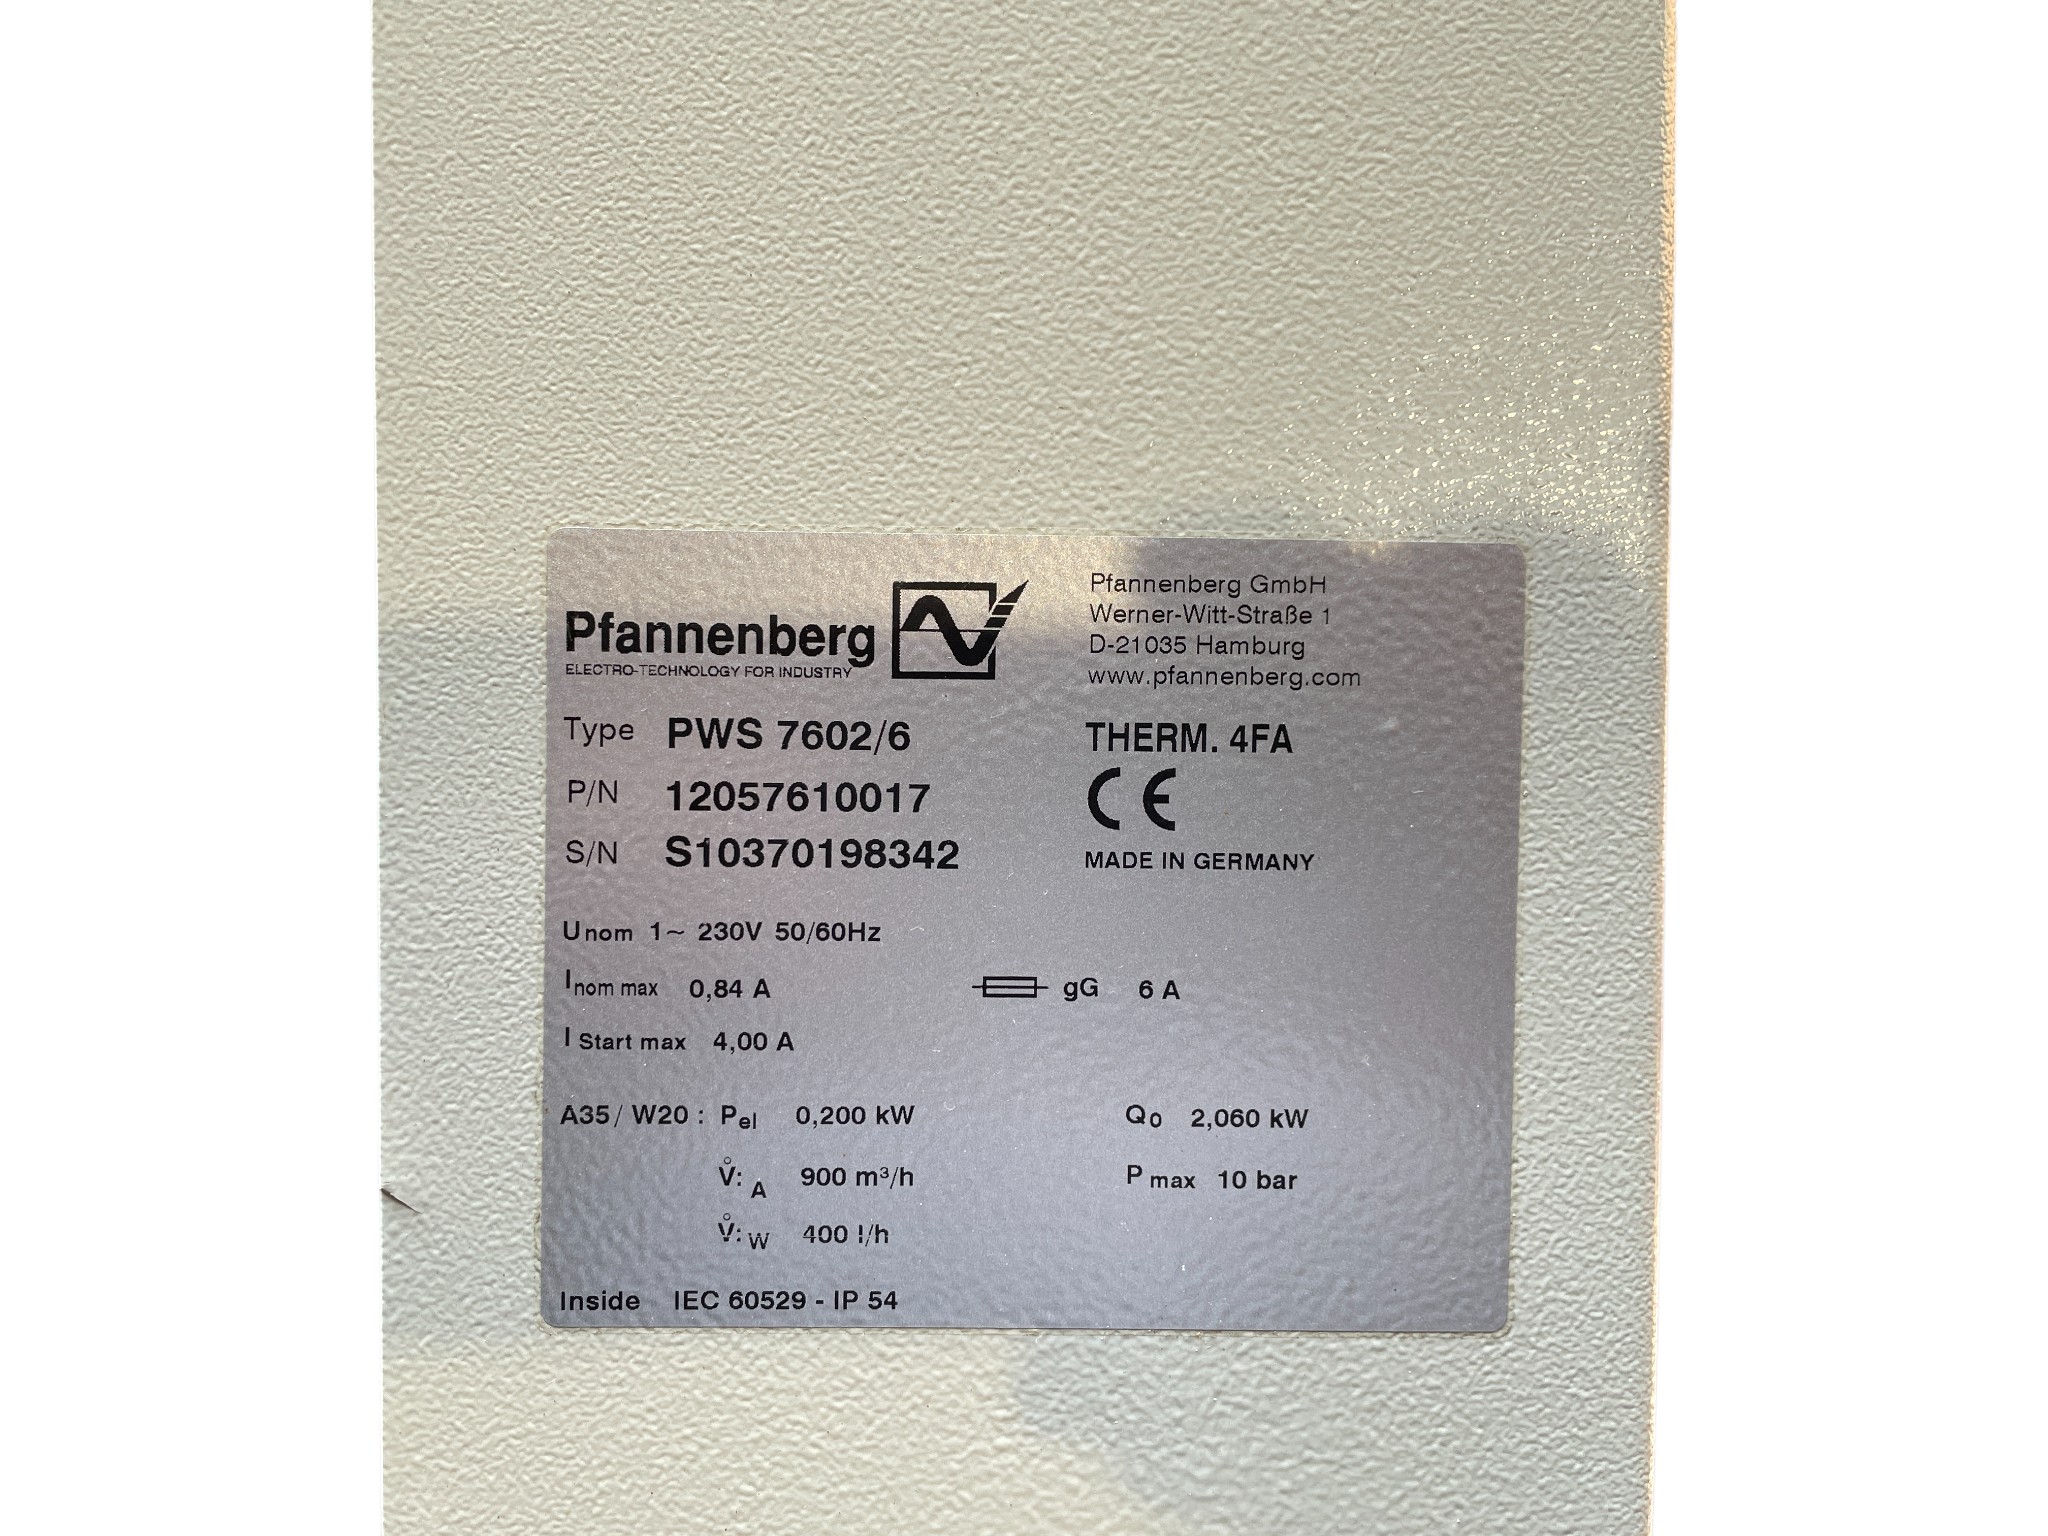 Pfannenberg
ELECTRO-TECHNOLOGY FOR INDUSTRY
Pfannenberg GmbH
Werner-Witt-Straße 1
D-21035 Hamburg
www.pfannenberg.com
Type PWS 7602/6 THERM. 4FA
P/N 12057610017 CE
S/N S10370198342 MADE IN GERMANY
Unom 1~ 230V 50/60Hz
Inom max 0,84 A gG 6 A
I Start max 4,00 A
A35/ W20 : Pel 0,200 kW Q0 2,060 kW
V̊: A 900 m³/h P max 10 bar
V̊: W 400 l/h
Inside IEC 60529 - IP 54